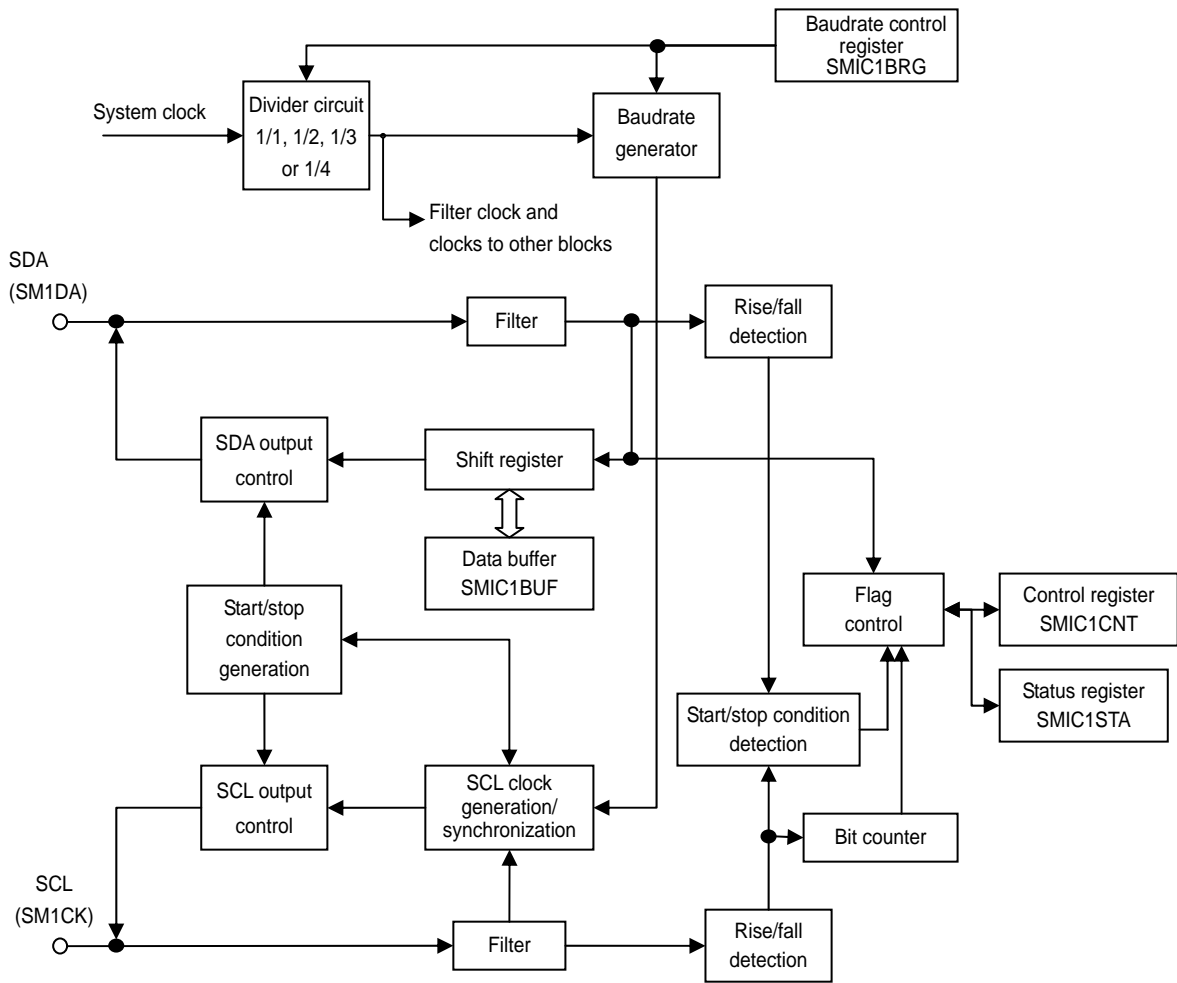 Baudrate control
register
SMIC1BRG
System clock
Divider circuit
1/1, 1/2, 1/3
or 1/4
Baudrate
generator
Filter clock and
clocks to other blocks
SDA
(SM1DA)
Filter
Rise/fall
detection
SDA output
control
Shift register
Data buffer
SMIC1BUF
Start/stop
condition
generation
Flag
control
Control register
SMIC1CNT
Status register
SMIC1STA
Start/stop condition
detection
SCL output
control
SCL clock
generation/
synchronization
Bit counter
SCL
(SM1CK)
Filter
Rise/fall
detection